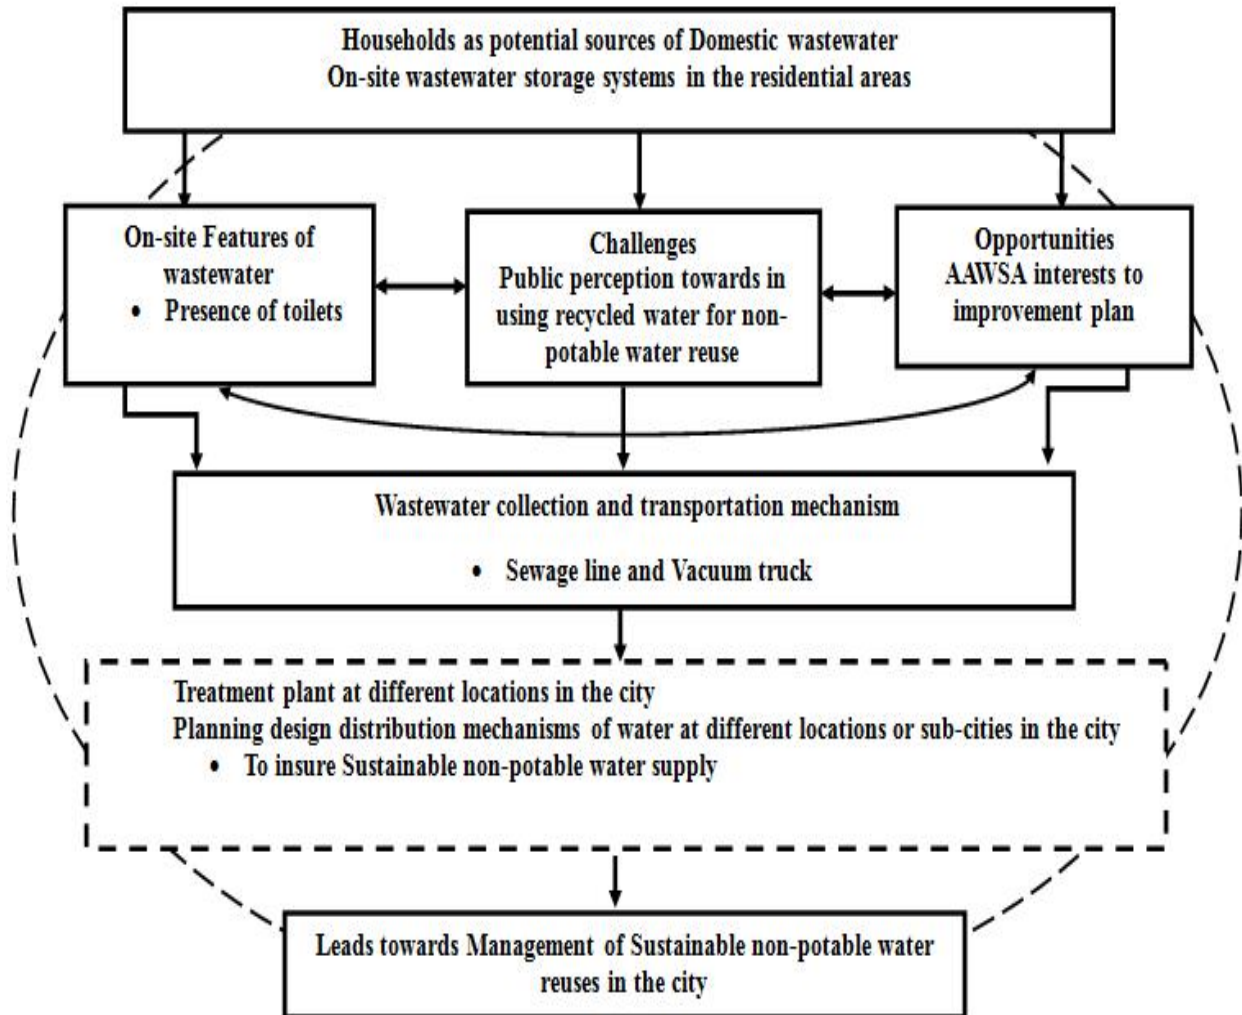 Households as potential sources of Domestic wastewater
On-site wastewater storage systems in the residential areas
On-site Features of
wastewater
• Presence of toilets
Challenges
Public perception towards in
using recycled water for non-
potable water reuse
Opportunities
AAWSA interests to
improvement plan
Wastewater collection and transportation mechanism
• Sewage line and Vacuum truck
Treatment plant at different locations in the city
Planning design distribution mechanisms of water at different locations or sub-cities in the city
• To insure Sustainable non-potable water supply
Leads towards Management of Sustainable non-potable water
reuses in the city